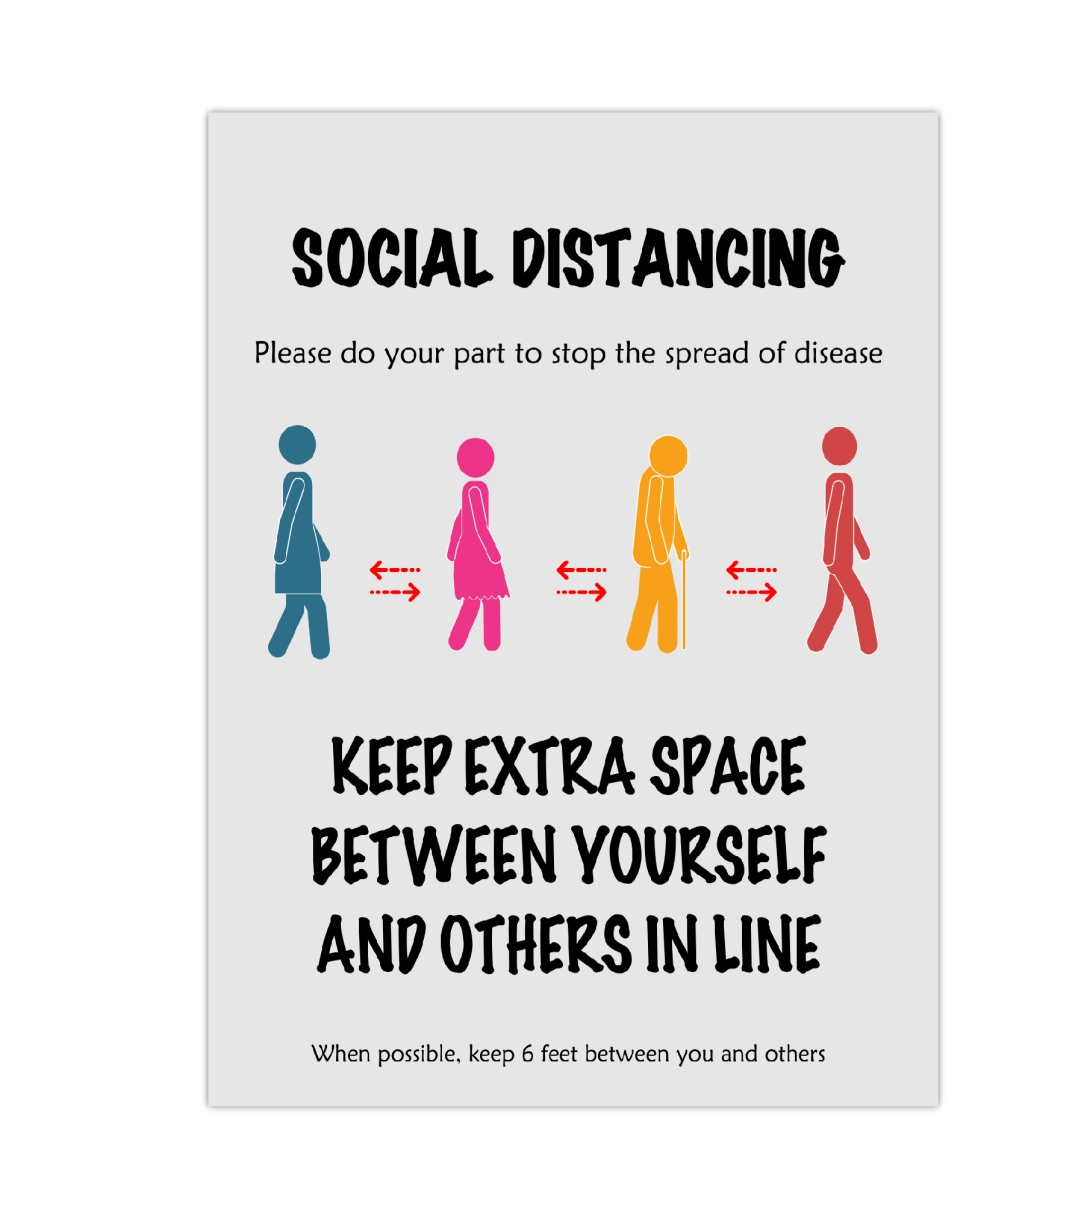 SOCIAL DISTANCING
Please do your part to stop the spread of disease
KEEP EXTRA SPACE
BETWEEN YOURSELF
AND OTHERS IN LINE
When possible, keep 6 feet between you and others